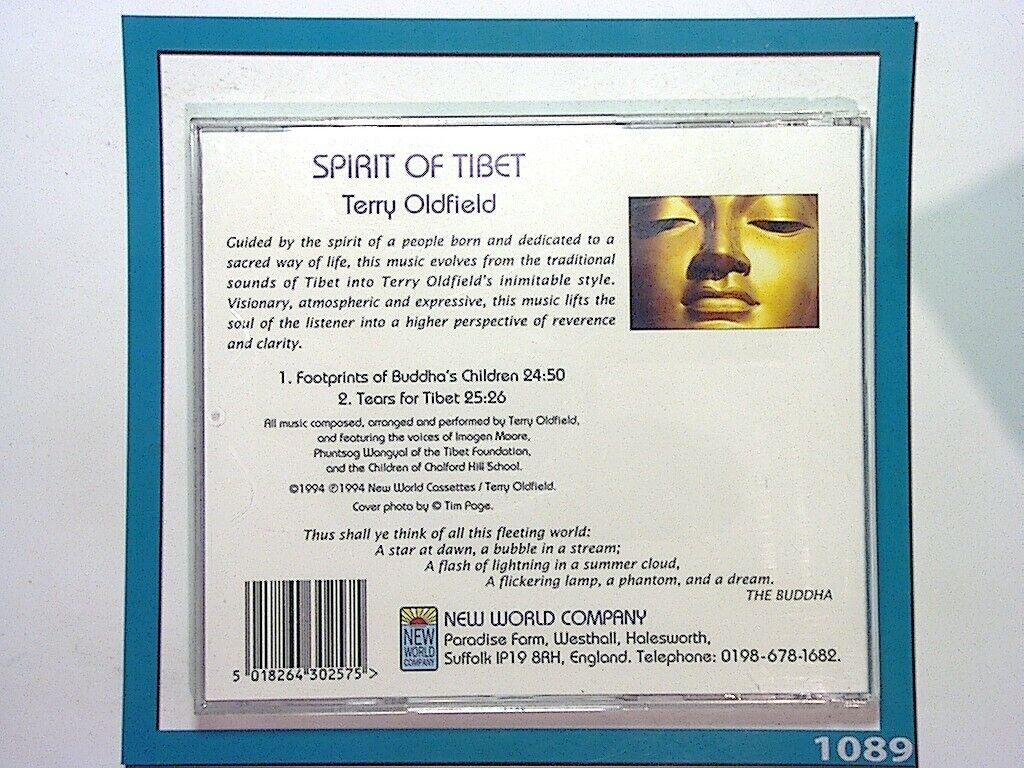 SPIRIT OF TIBET
Terry Oldfield
Guided by the spirit of a people born and dedicated to a
sacred way of life, this music evolves from the traditional
sounds of Tibet into Terry Oldfield's inimitable style.
Visionary, atmospheric and expressive, this music lifts the
soul of the listener into a higher perspective of reverence
and clarity.
1. Footprints of Buddha's Children 24:50
2. Tears for Tibet 25:26
All music composed, arranged and performed by Terry Oldfield,
and featuring the voices of Imogen Moore,
Phuntsog Wangyal of the Tibet Foundation,
and the Children of Chalford Hill School.
©1994 ℗1994 New World Cassettes / Terry Oldfield.
Cover photo by © Tim Page.
Thus shall ye think of all this fleeting world:
A star at dawn, a bubble in a stream;
A flash of lightning in a summer cloud,
A flickering lamp, a phantom, and a dream.
THE BUDDHA
5 018264 302575 >
NEW
WORLD
COMPANY
NEW WORLD COMPANY
Paradise Farm, Westhall, Halesworth,
Suffolk IP19 8RH, England. Telephone: 0198-678-1682.
1089